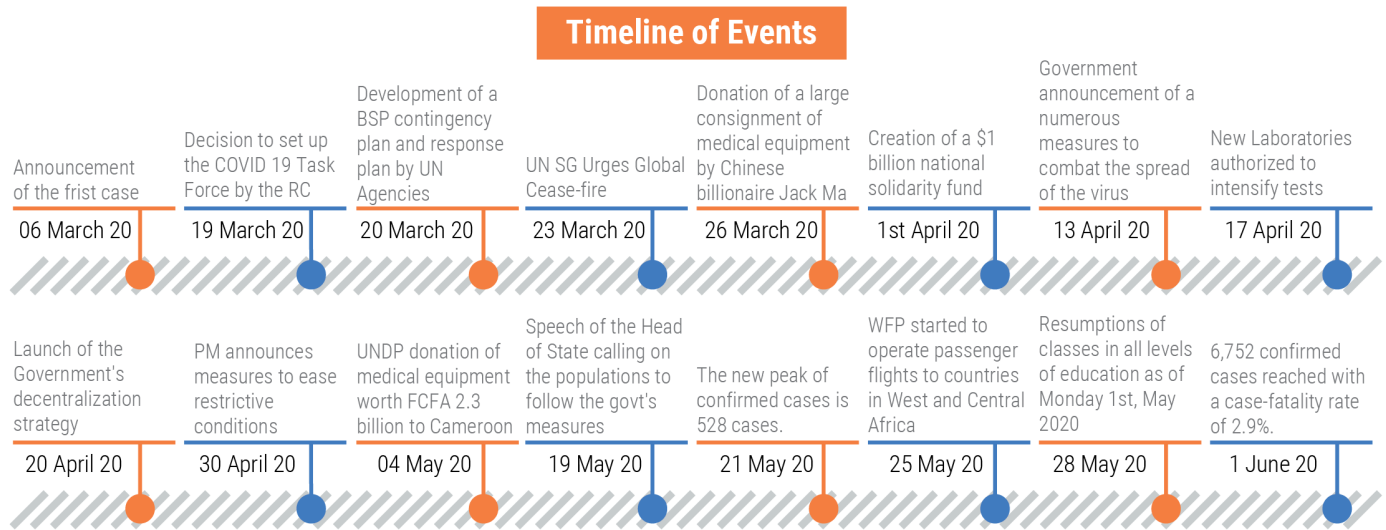 Timeline of Events
Announcement
of the frist case
06 March 20
Decision to set up
the COVID 19 Task
Force by the RC
19 March 20
Development of a
BSP contingency
plan and response
plan by UN
Agencies
20 March 20
UN SG Urges Global
Cease-fire
23 March 20
Donation of a large
consignment of
medical equipment
by Chinese
billionaire Jack Ma
26 March 20
Creation of a $1
billion national
solidarity fund
1st April 20
Government
announcement of a
numerous
measures to
combat the spread
of the virus
13 April 20
New Laboratories
authorized to
intensify tests
17 April 20
Launch of the
Government's
decentralization
strategy
20 April 20
PM announces
measures to ease
restrictive
conditions
30 April 20
UNDP donation of
medical equipment
worth FCFA 2.3
billion to Cameroon
04 May 20
Speech of the Head
of State calling on
the populations to
follow the govt's
measures
19 May 20
The new peak of
confirmed cases is
528 cases.
21 May 20
WFP started to
operate passenger
flights to countries
in West and Central
Africa
25 May 20
Resumptions of
classes in all levels
of education as of
Monday 1st, May
2020
28 May 20
6,752 confirmed
cases reached with
a case-fatality rate
of 2.9%.
1 June 20